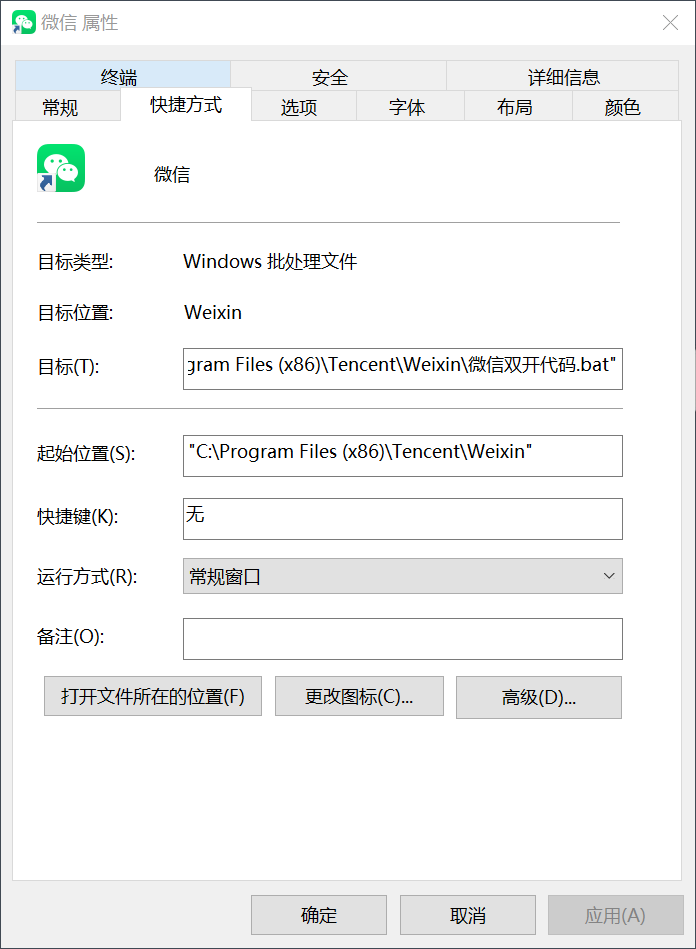 微信 属性
终端 安全 详细信息
常规 快捷方式 选项 字体 布局 颜色
微信
目标类型: Windows 批处理文件
目标位置: Weixin
目标(T): gram Files (x86)\Tencent\Weixin\微信双开代码.bat"
起始位置(S): "C:\Program Files (x86)\Tencent\Weixin"
快捷键(K): 无
运行方式(R): 常规窗口
备注(O):
打开文件所在的位置(F) 更改图标(C)... 高级(D)...
确定 取消 应用(A)